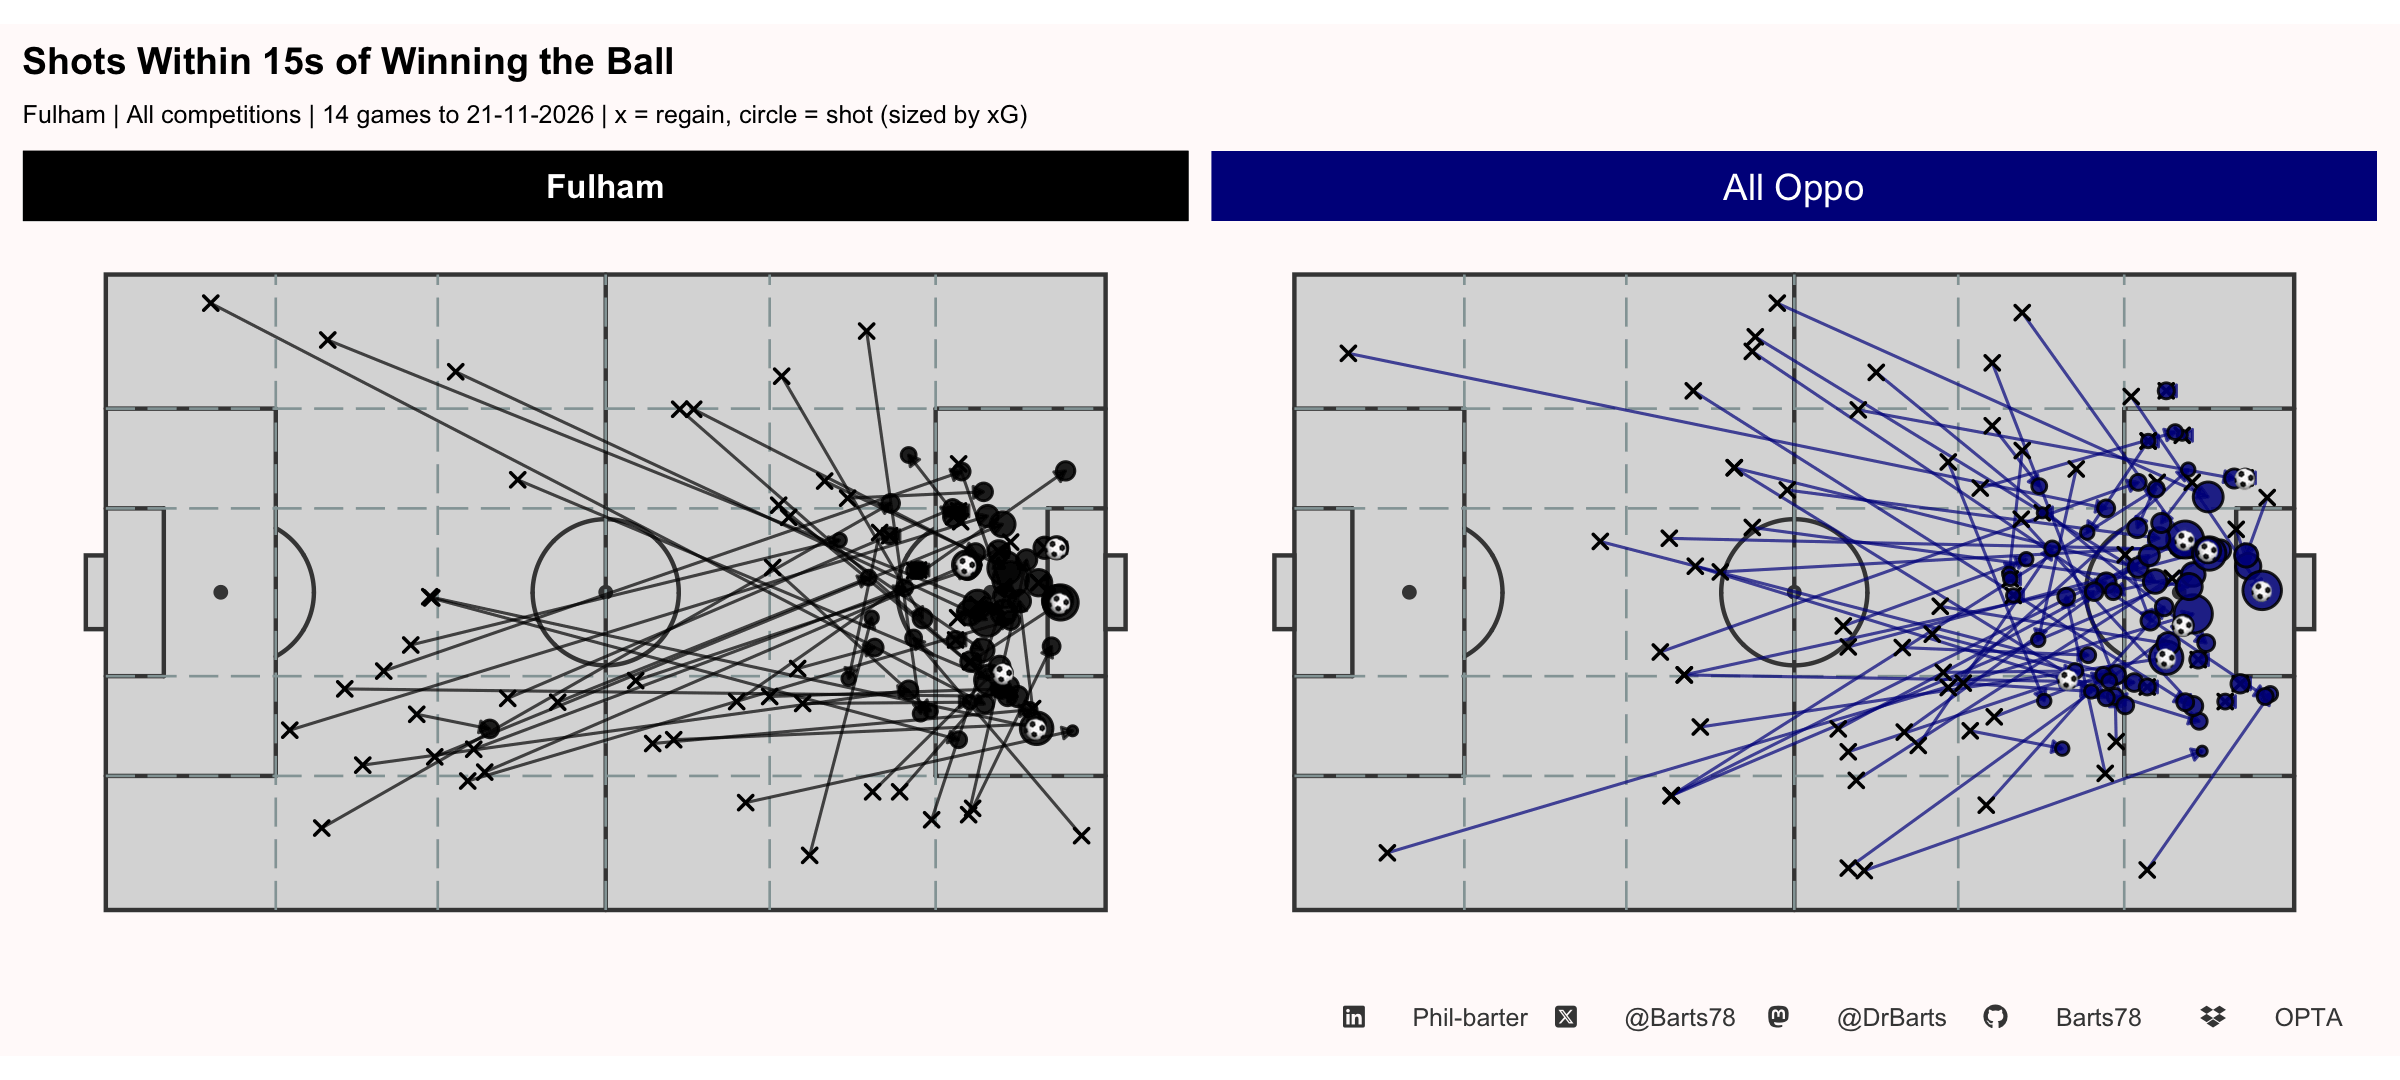 Shots Within 15s of Winning the Ball
Fulham | All competitions | 14 games to 21-11-2026 | x = regain, circle = shot (sized by xG)
Fulham
All Oppo
Phil-barter @Barts78 @DrBarts Barts78 OPTA